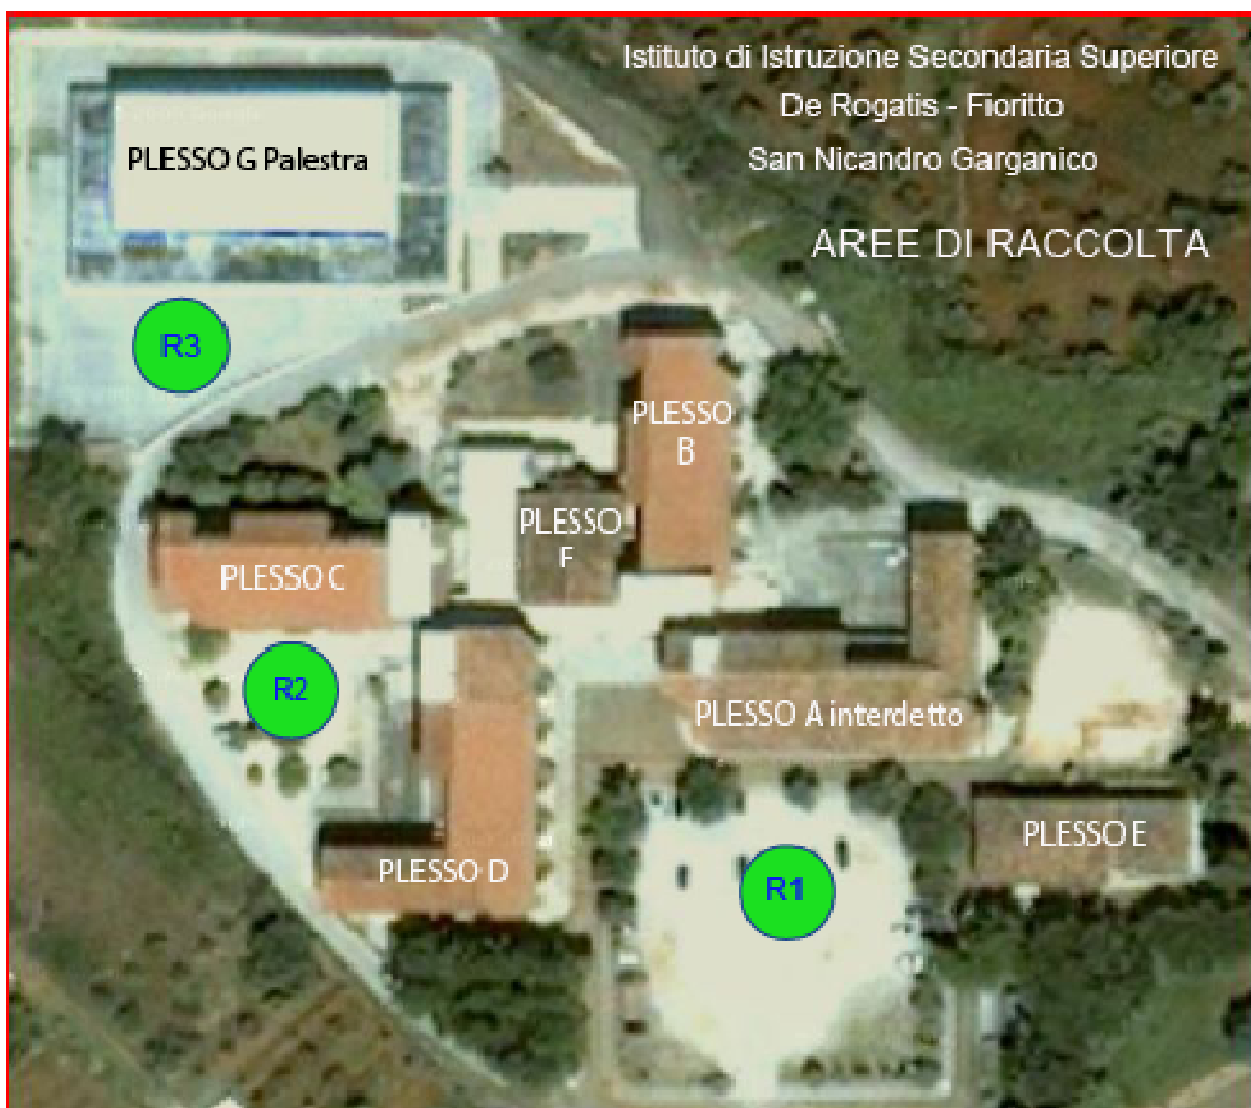 Istituto di Istruzione Secondaria Superiore
De Rogatis - Fioritto
San Nicandro Garganico
AREE DI RACCOLTA
PLESSO G Palestra
R3
PLESSO
B
PLESSO
F
PLESSO C
R2
PLESSO A interdetto
PLESSO E
PLESSO D
R1